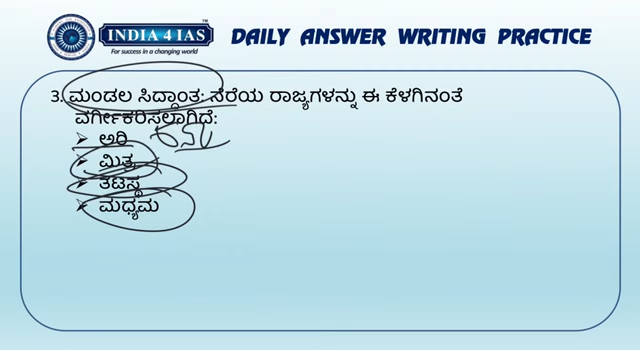 INDIA 4 IAS™
For success in a changing world
DAILY ANSWER WRITING PRACTICE
3. ಮಂಡಲ ಸಿದ್ಧಾಂತ: ಸೆರೆಯ ರಾಜ್ಯಗಳನ್ನು ಈ ಕೆಳಗಿನಂತೆ
ವರ್ಗೀಕರಿಸಲಾಗಿದೆ:
➢ ಅರಿ
➢ ಮಿತ್ರ
➢ ತಟಸ್ಥ
➢ ಮಧ್ಯಮ